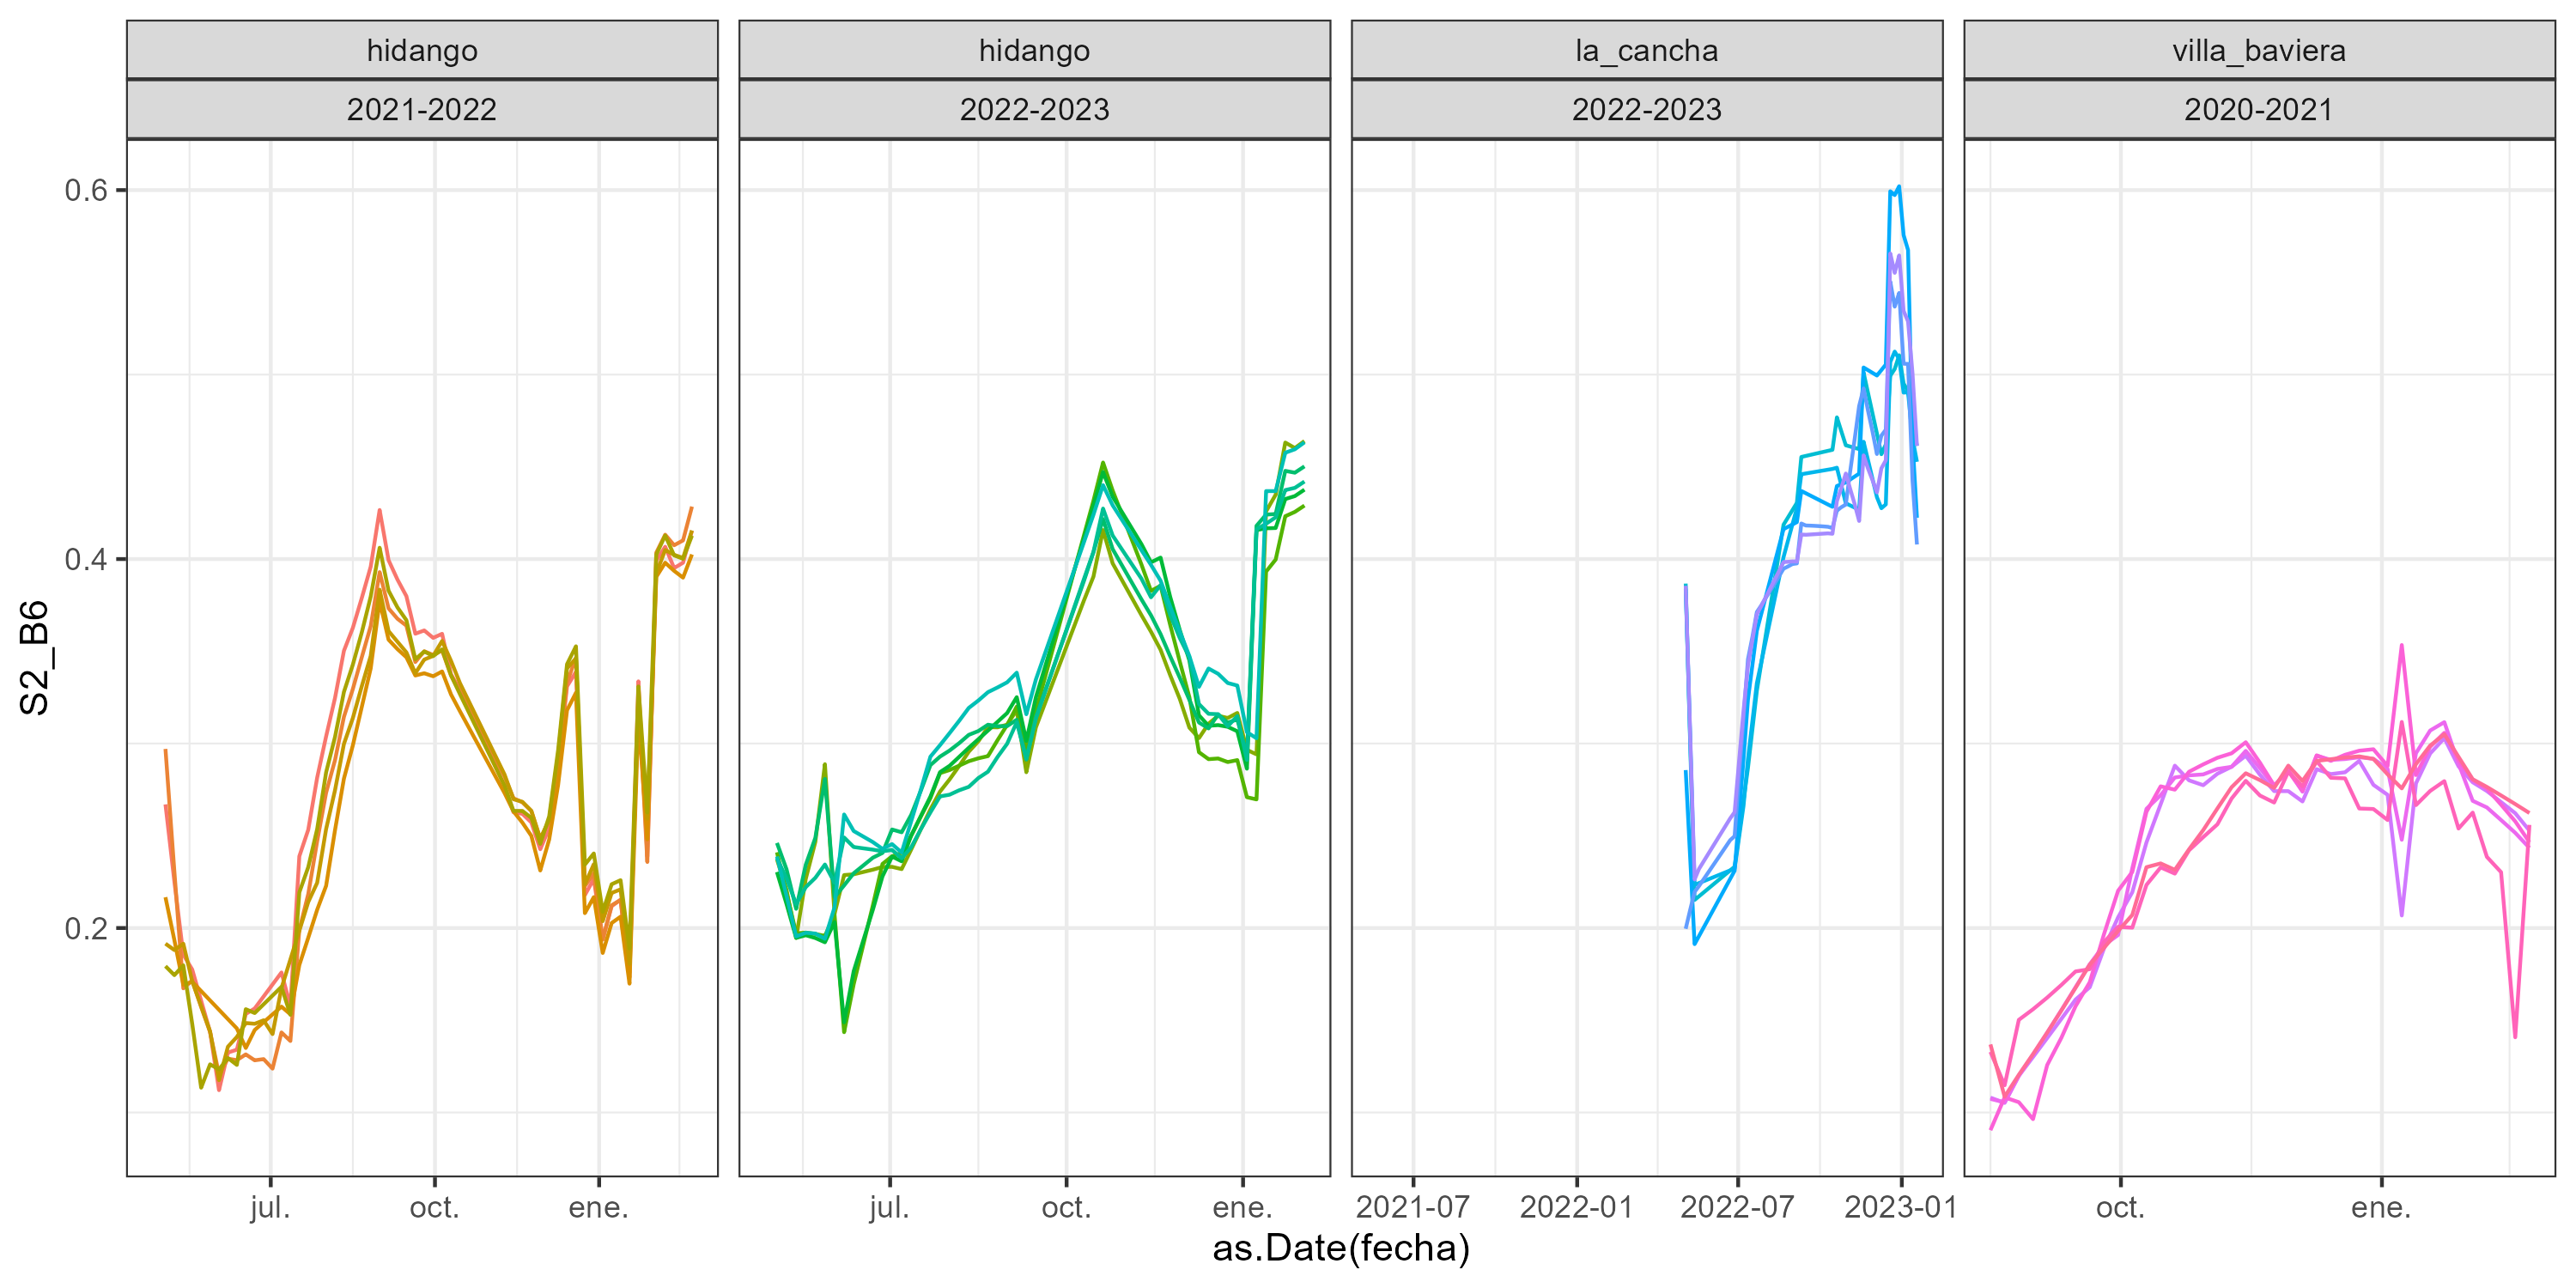 hidango
hidango
la_cancha
villa_baviera
2021-2022
2022-2023
2022-2023
2020-2021
0.6
0.4
0.2
S2_B6
jul.
oct.
ene.
jul.
oct.
ene.
2021-07
2022-01
2022-07
2023-01
oct.
ene.
as.Date(fecha)